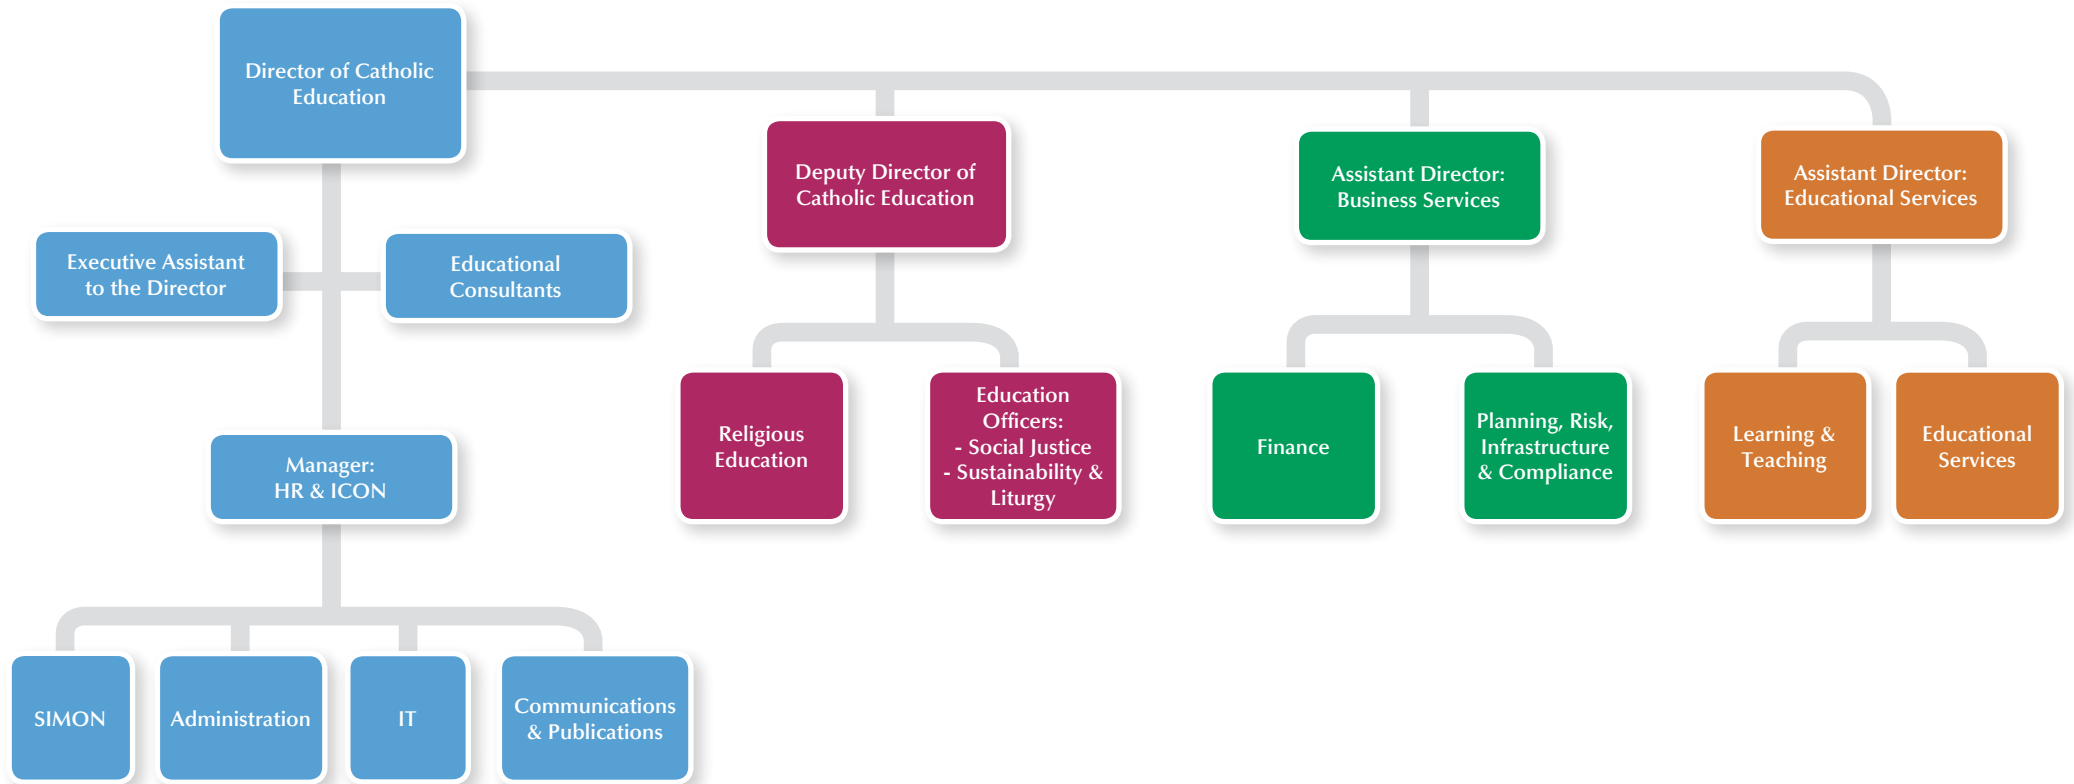 Director of Catholic
Education
Deputy Director of
Catholic Education
Assistant Director:
Business Services
Assistant Director:
Educational Services
Executive Assistant
to the Director
Educational
Consultants
Manager:
HR & ICON
Religious
Education
Education
Officers:
- Social Justice
- Sustainability &
Liturgy
Finance
Planning, Risk,
Infrastructure
& Compliance
Learning &
Teaching
Educational
Services
SIMON
Administration
IT
Communications
& Publications